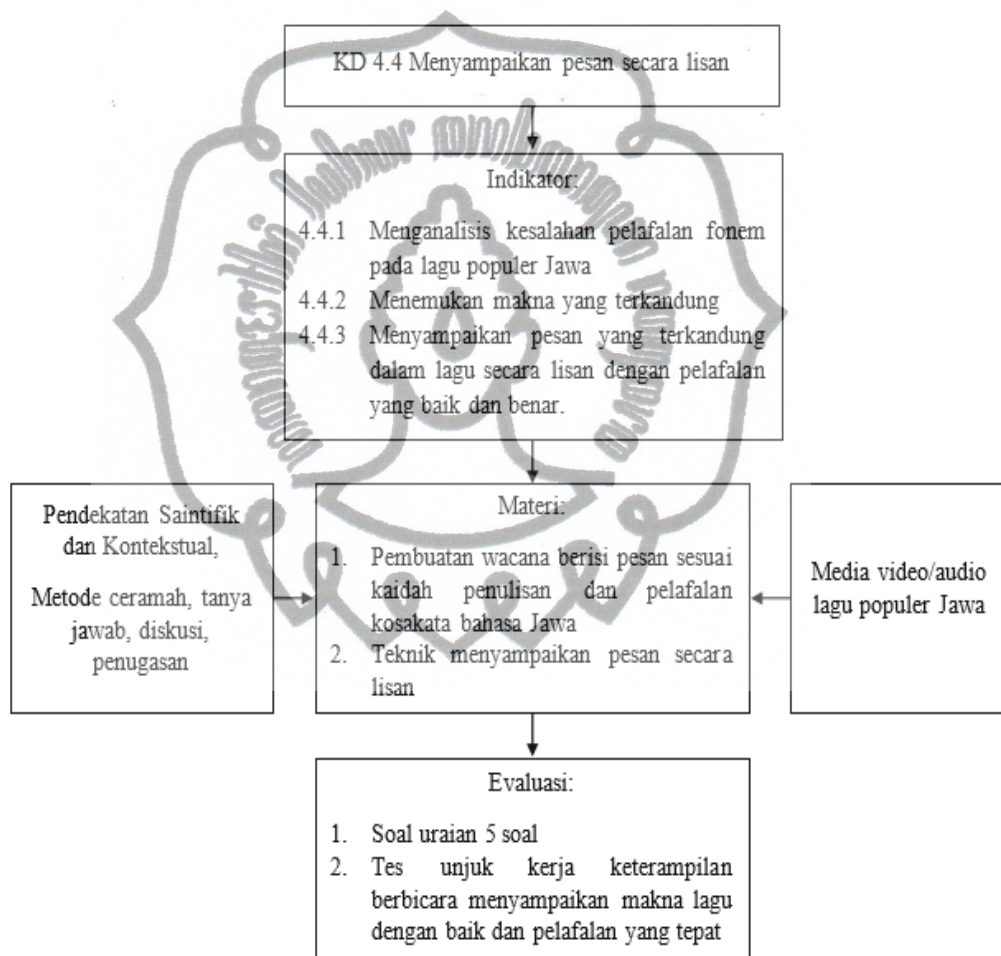 KD 4.4 Menyampaikan pesan secara lisan
Indikator:
4.4.1 Menganalisis kesalahan pelafalan fonem
pada lagu populer Jawa
4.4.2 Menemukan makna yang terkandung
4.4.3 Menyampaikan pesan yang terkandung
dalam lagu secara lisan dengan pelafalan
yang baik dan benar.
Pendekatan Saintifik
dan Kontekstual,
Metode ceramah, tanya
jawab, diskusi,
penugasan
Materi:
1. Pembuatan wacana berisi pesan sesuai
kaidah penulisan dan pelafalan
kosakata bahasa Jawa
2. Teknik menyampaikan pesan secara
lisan
Media video/audio
lagu populer Jawa
Evaluasi:
1. Soal uraian 5 soal
2. Tes unjuk kerja keterampilan
berbicara menyampaikan makna lagu
dengan baik dan pelafalan yang tepat